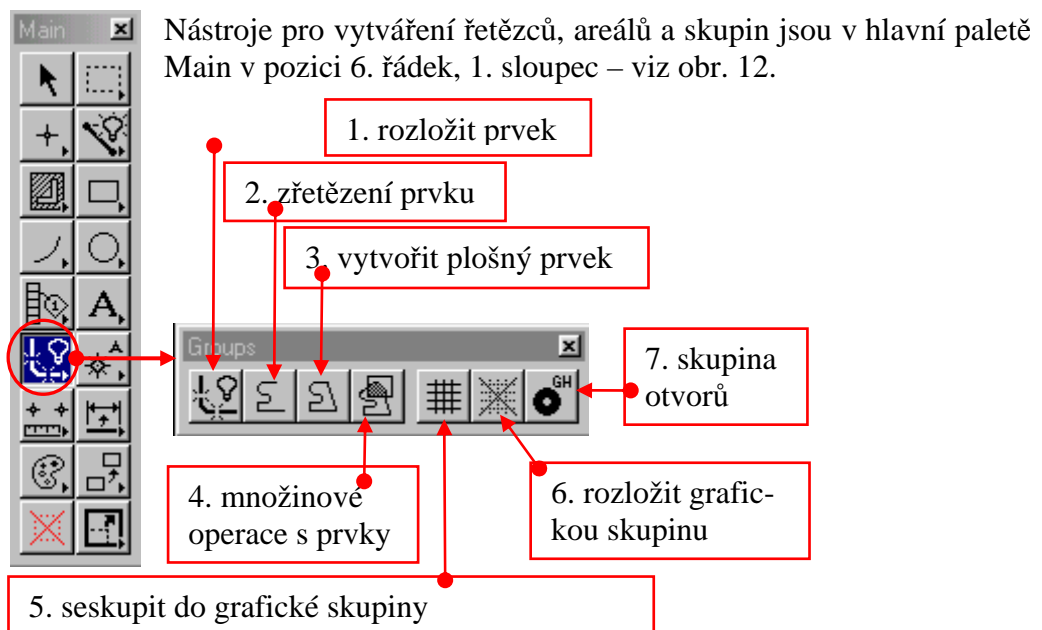 Main
Nástroje pro vytváření řetězců, areálů a skupin jsou v hlavní paletě
Main v pozici 6. řádek, 1. sloupec – viz obr. 12.
1. rozložit prvek
2. zřetězení prvku
3. vytvořit plošný prvek
1
A
A
Groups
GH
7. skupina
otvorů
4. množinové
operace s prvky
6. rozložit grafic-
kou skupinu
5. seskupit do grafické skupiny